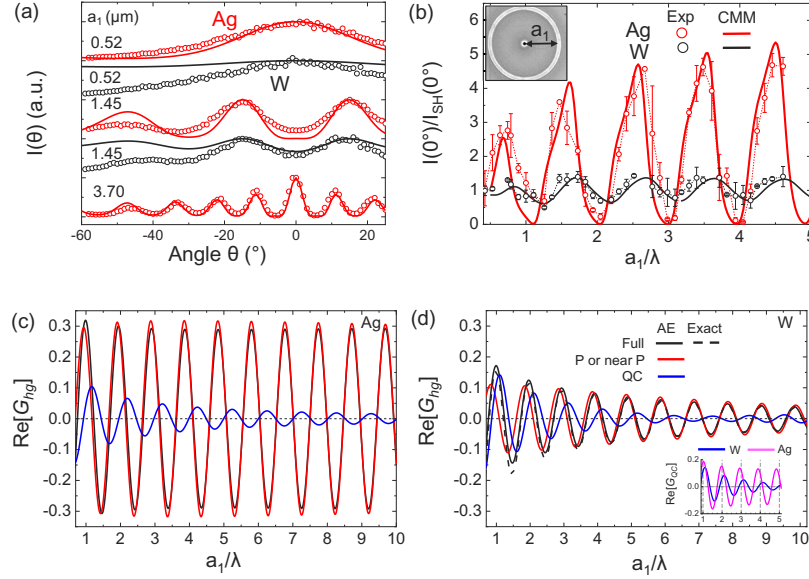 (a)
a₁ (μm)
Ag
0.52
0.52
W
1.45
1.45
3.70
I(θ) (a.u.)
-60 -40 -20 0 20
Angle θ (°)
(b)
a₁
Ag
W
Exp CMM
I(0°)/I_SH(0°)
6
5
4
3
2
1
0
1 2 3 4 5
a₁/λ
(c)
Ag
Re[G_hg]
0.3
0.2
0.1
0.0
-0.1
-0.2
-0.3
1 2 3 4 5 6 7 8 9 10
a₁/λ
(d)
W
AE Exact
Full
P or near P
QC
Re[G_hg]
0.3
0.2
0.1
0.0
-0.1
-0.2
-0.3
W Ag
Re[G_QC]
0.2
0.0
-0.2
1 2 3 4 5
1 2 3 4 5 6 7 8 9 10
a₁/λ